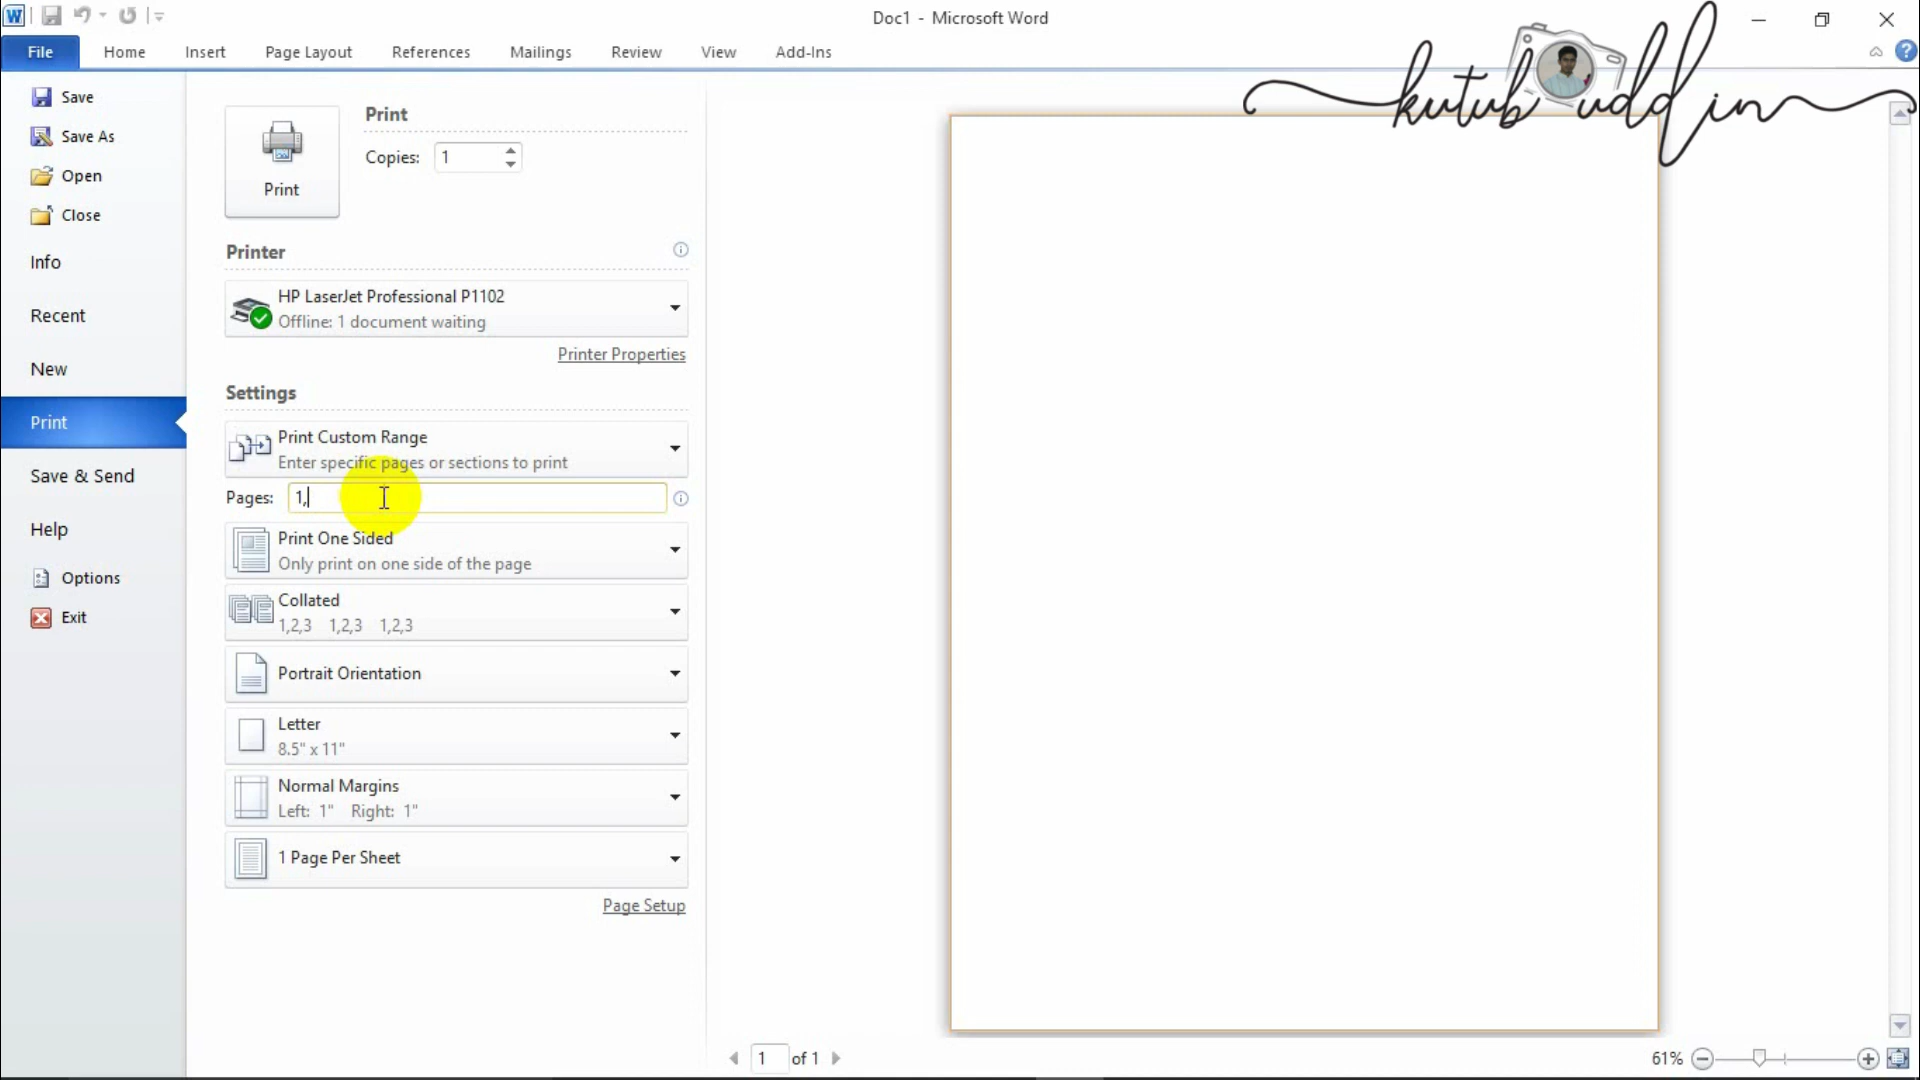 Doc1 - Microsoft Word
File Home Insert Page Layout References Mailings Review View Add-Ins
kutub uddin
Save
Save As
Open
Close
Info
Recent
New
Print
Save & Send
Help
Options
Exit
Print
Print
Copies: 1
Printer
HP LaserJet Professional P1102
Offline: 1 document waiting
Printer Properties
Settings
Print Custom Range
Enter specific pages or sections to print
Pages: 1,
Print One Sided
Only print on one side of the page
Collated
1,2,3 1,2,3 1,2,3
Portrait Orientation
Letter
8.5" x 11"
Normal Margins
Left: 1" Right: 1"
1 Page Per Sheet
Page Setup
1 of 1
61%